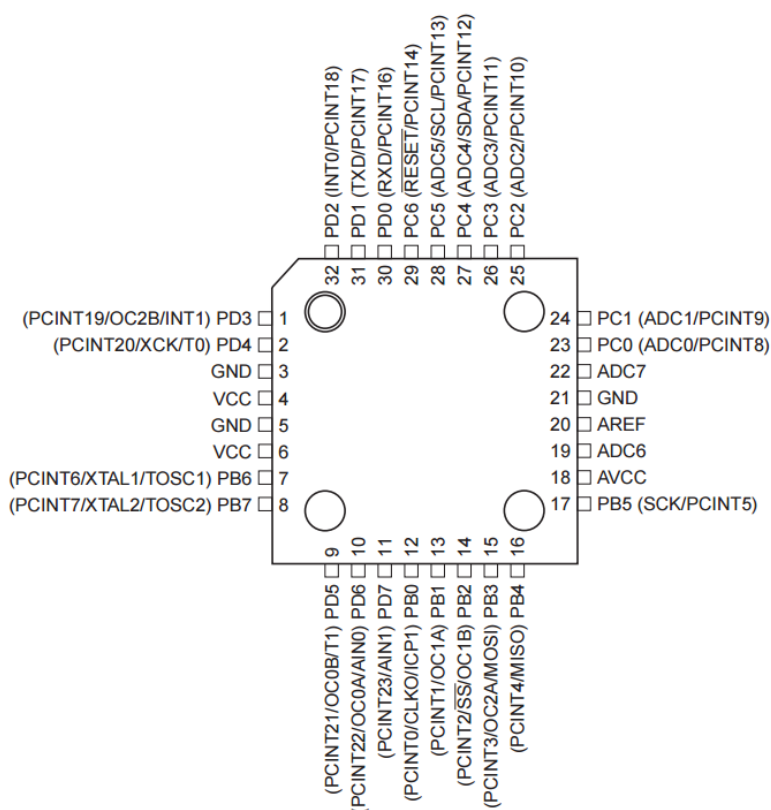 32 PD2 (INT0/PCINT18)
31 PD1 (TXD/PCINT17)
30 PD0 (RXD/PCINT16)
29 PC6 (RESET/PCINT14)
28 PC5 (ADC5/SCL/PCINT13)
27 PC4 (ADC4/SDA/PCINT12)
26 PC3 (ADC3/PCINT11)
25 PC2 (ADC2/PCINT10)
(PCINT19/OC2B/INT1) PD3 1
(PCINT20/XCK/T0) PD4 2
GND 3
VCC 4
GND 5
VCC 6
(PCINT6/XTAL1/TOSC1) PB6 7
(PCINT7/XTAL2/TOSC2) PB7 8
24 PC1 (ADC1/PCINT9)
23 PC0 (ADC0/PCINT8)
22 ADC7
21 GND
20 AREF
19 ADC6
18 AVCC
17 PB5 (SCK/PCINT5)
(PCINT21/OC0B/T1) PD5 9
(PCINT22/OC0A/AIN0) PD6 10
(PCINT23/AIN1) PD7 11
(PCINT0/CLKO/ICP1) PB0 12
(PCINT1/OC1A) PB1 13
(PCINT2/SS/OC1B) PB2 14
(PCINT3/OC2A/MOSI) PB3 15
(PCINT4/MISO) PB4 16